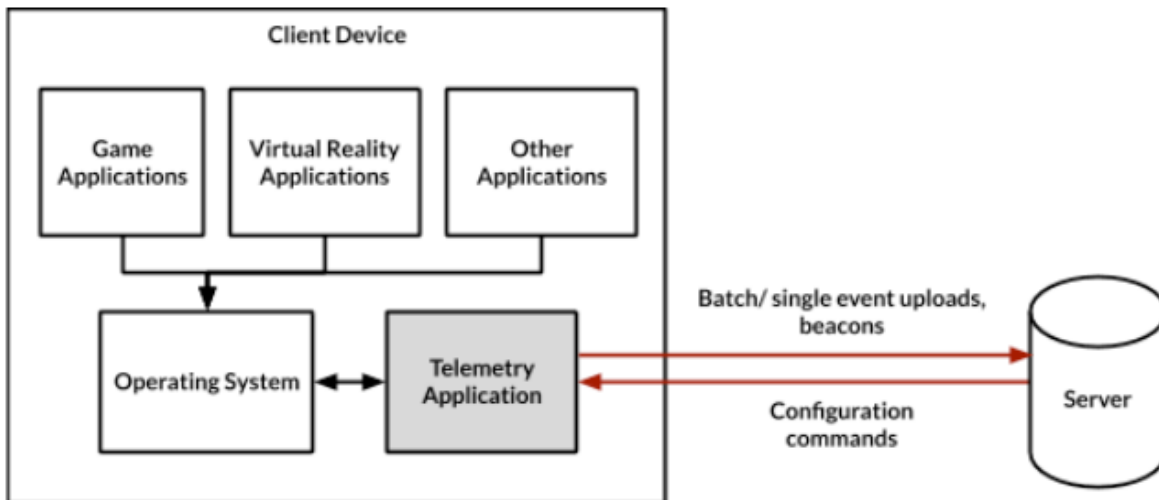 Client Device
Game
Applications
Virtual Reality
Applications
Other
Applications
Operating System
Telemetry
Application
Batch/ single event uploads,
beacons
Configuration
commands
Server